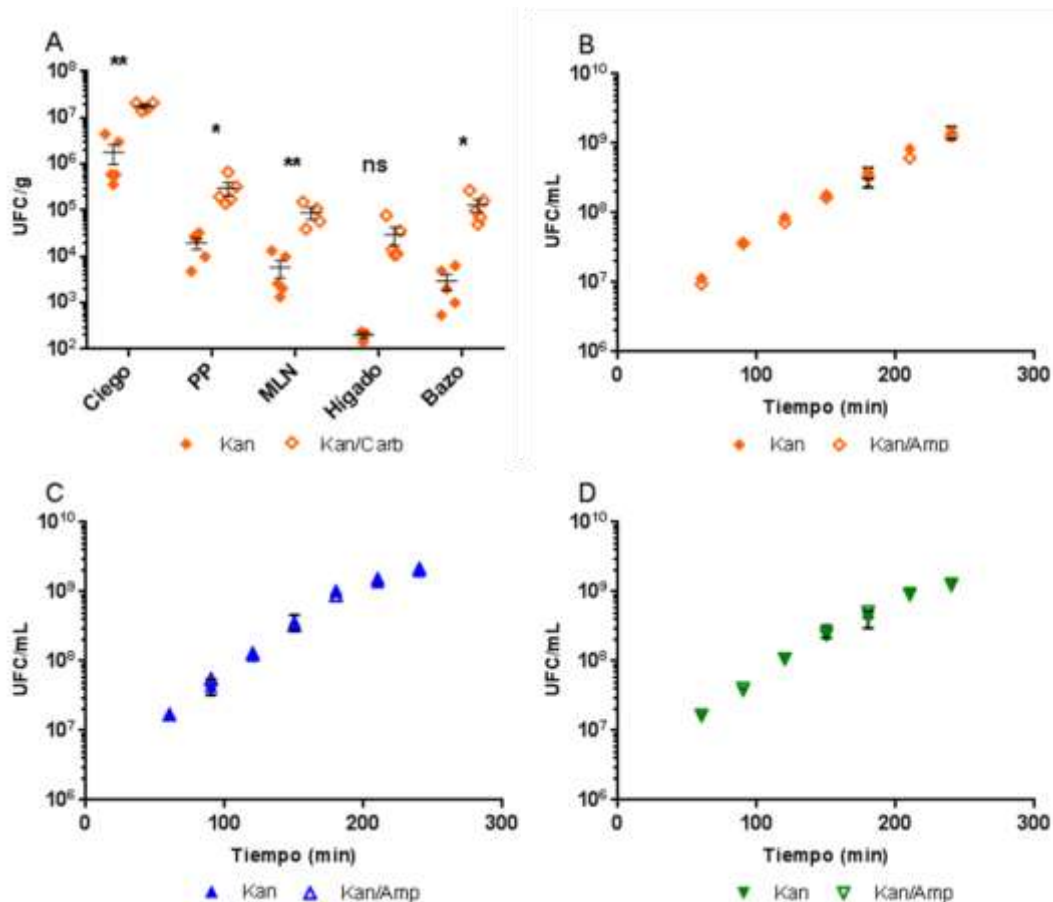 A
UFC/g
10⁸
10⁷
10⁶
10⁵
10⁴
10³
10²
**
*
**
ns
*
Ciego
PP
MLN
Hígado
Bazo
Kan
Kan/Carb
B
UFC/mL
10¹⁰
10⁹
10⁸
10⁷
10⁶
0
100
200
300
Tiempo (min)
Kan
Kan/Amp
C
UFC/mL
10¹⁰
10⁹
10⁸
10⁷
10⁶
0
100
200
300
Tiempo (min)
Kan
Kan/Amp
D
UFC/mL
10¹⁰
10⁹
10⁸
10⁷
10⁶
0
100
200
300
Tiempo (min)
Kan
Kan/Amp